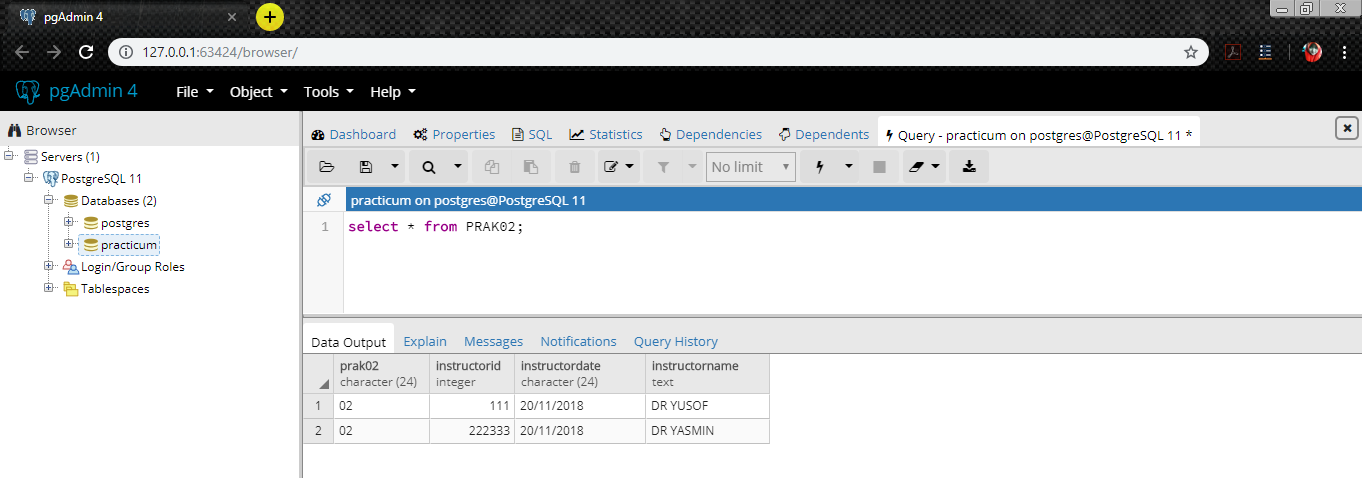 pgAdmin 4
127.0.0.1:63424/browser/
pgAdmin 4 File Object Tools Help
Browser
Servers (1)
PostgreSQL 11
Databases (2)
postgres
practicum
Login/Group Roles
Tablespaces
Dashboard Properties SQL Statistics Dependencies Dependents Query - practicum on postgres@PostgreSQL 11 *
No limit
practicum on postgres@PostgreSQL 11
1 select * from PRAK02;
Data Output Explain Messages Notifications Query History
prak02 instructorid instructordate instructorname
character (24) integer character (24) text
1 02 111 20/11/2018 DR YUSOF
2 02 222333 20/11/2018 DR YASMIN